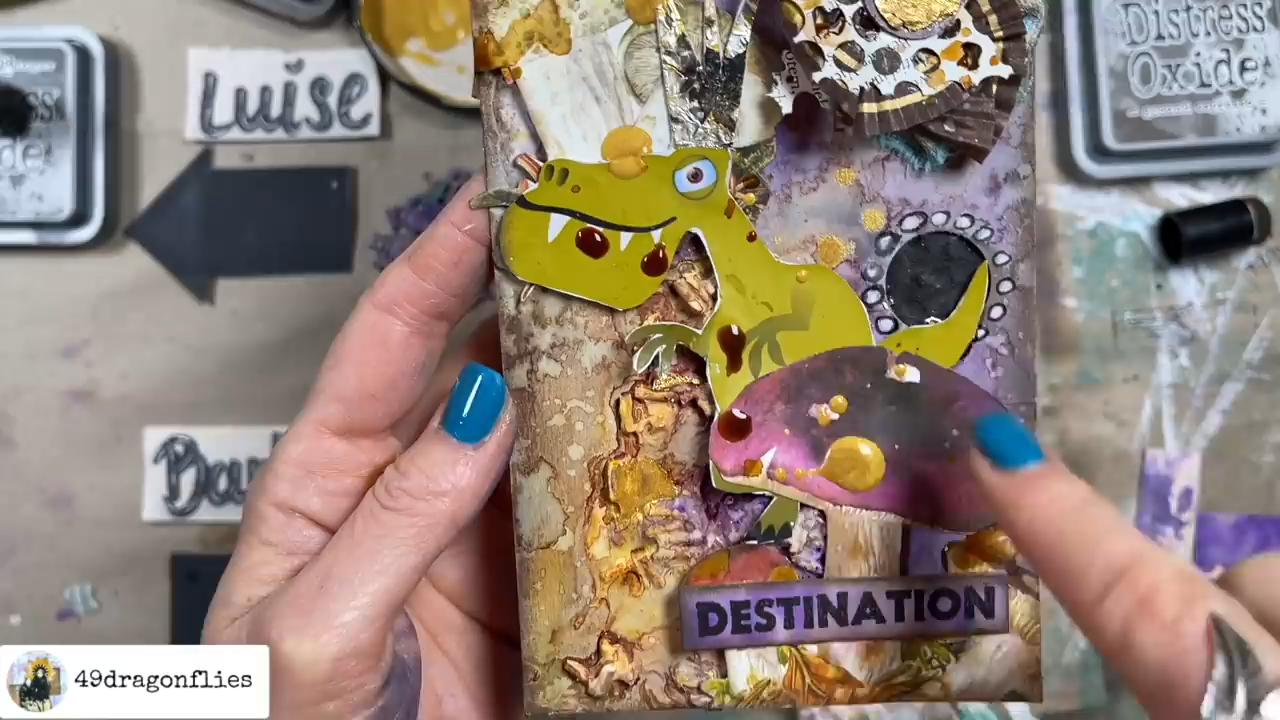 Luise
Distress
Oxide
DESTINATION
49dragonflies